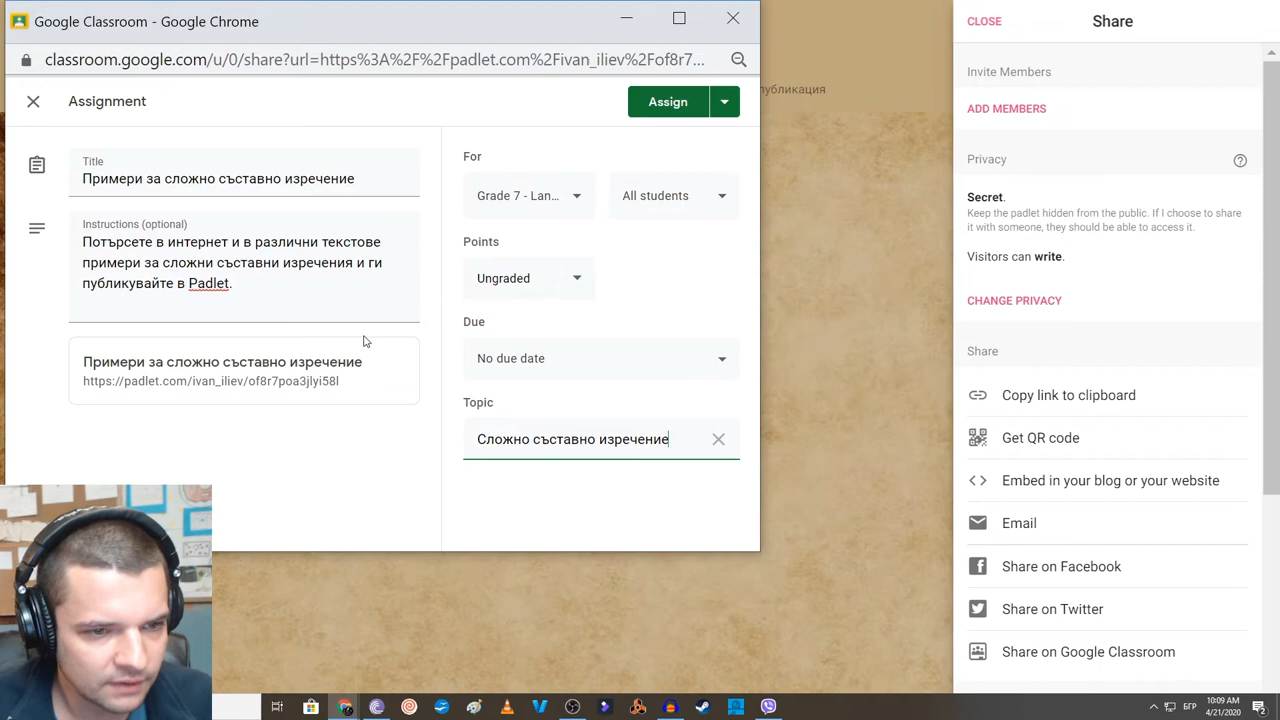 Google Classroom - Google Chrome
classroom.google.com/u/0/share?url=https%3A%2F%2Fpadlet.com%2Fivan_iliev%2Fof8r7...
Assignment
Assign
Title
Примери за сложно съставно изречение
Instructions (optional)
Потърсете в интернет и в различни текстове
примери за сложни съставни изречения и ги
публикувайте в Padlet.
Примери за сложно съставно изречение
https://padlet.com/ivan_iliev/of8r7poa3jlyi58l
For
Grade 7 - Lan...
All students
Points
Ungraded
Due
No due date
Topic
Сложно съставно изречение
публикация
CLOSE
Share
Invite Members
ADD MEMBERS
Privacy
Secret.
Keep the padlet hidden from the public. If I choose to share
it with someone, they should be able to access it.
Visitors can write.
CHANGE PRIVACY
Share
Copy link to clipboard
Get QR code
Embed in your blog or your website
Email
Share on Facebook
Share on Twitter
Share on Google Classroom
БГР
10:09 AM
4/21/2020
2